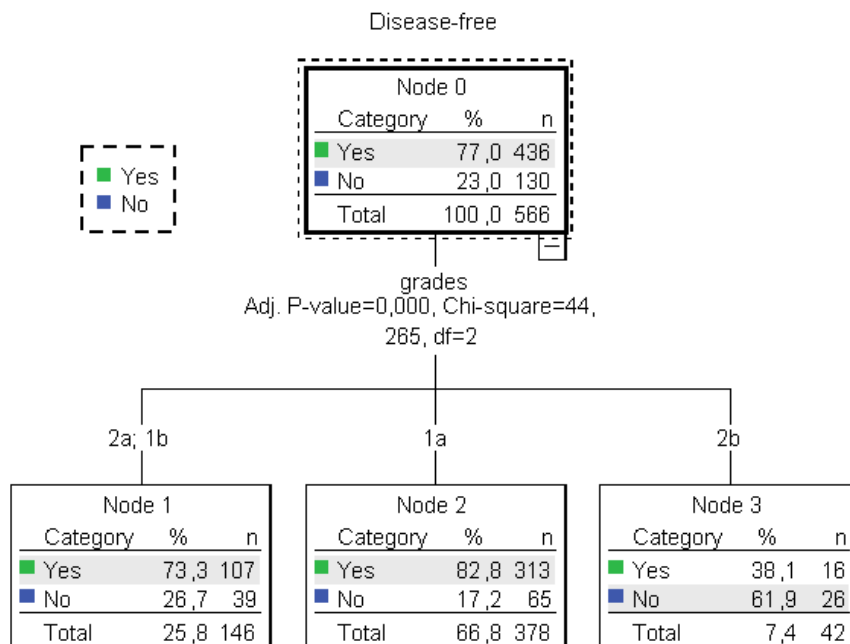 Disease-free
Node 0
Category % n
Yes 77 ,0 436
No 23 ,0 130
Total 100 ,0 566
Yes
No
grades
Adj. P-value=0,000, Chi-square=44,
265, df=2
2a; 1b
1a
2b
Node 1
Category % n
Yes 73 ,3 107
No 26 ,7 39
Total 25 ,8 146
Node 2
Category % n
Yes 82 ,8 313
No 17 ,2 65
Total 66 ,8 378
Node 3
Category % n
Yes 38 ,1 16
No 61 ,9 26
Total 7 ,4 42